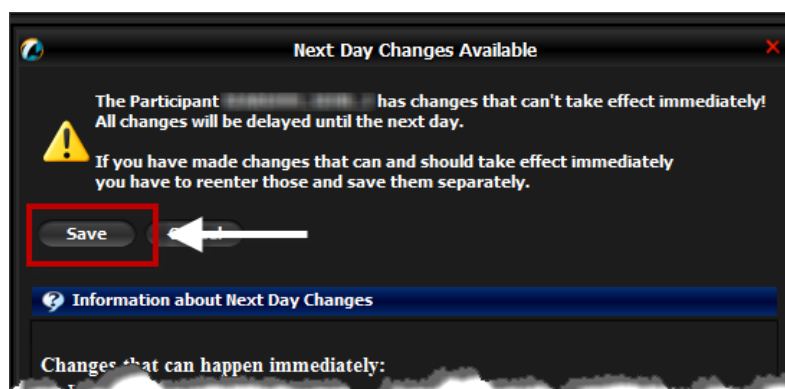 Next Day Changes Available
The Participant has changes that can't take effect immediately!
All changes will be delayed until the next day.
If you have made changes that can and should take effect immediately
you have to reenter those and save them separately.
Save
Information about Next Day Changes
Changes that can happen immediately: